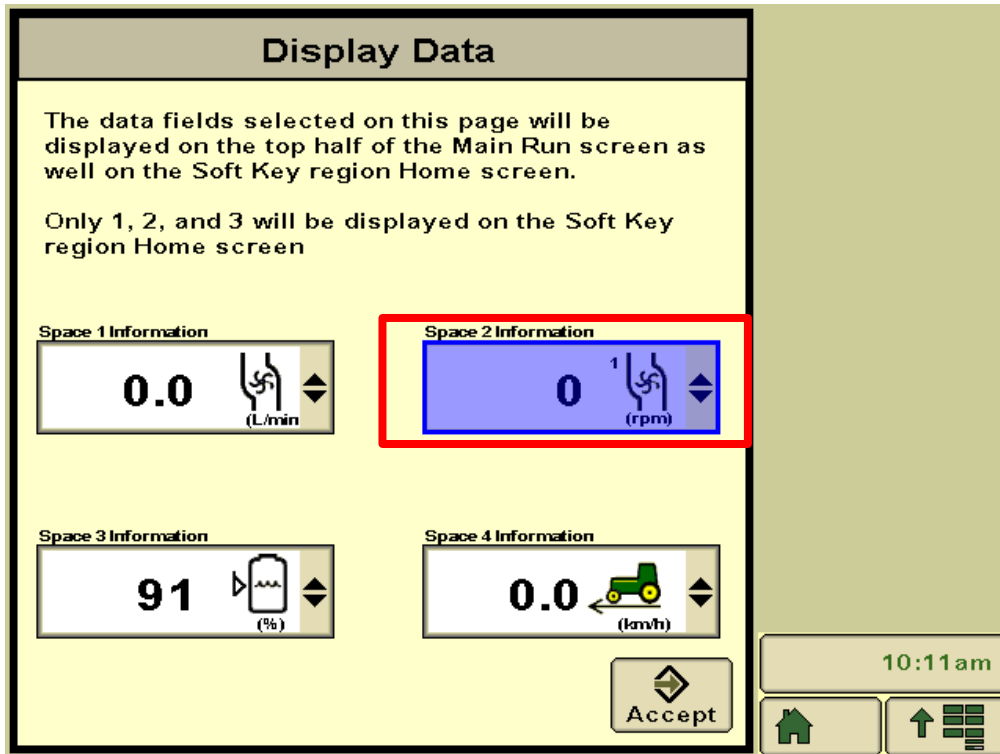 Display Data
The data fields selected on this page will be
displayed on the top half of the Main Run screen as
well on the Soft Key region Home screen.
Only 1, 2, and 3 will be displayed on the Soft Key
region Home screen
Space 1 Information
0.0
(L/min
Space 2 Information
0
1
(rpm)
Space 3 Information
91
(%)
Space 4 Information
0.0
(km/h)
Accept
10:11am